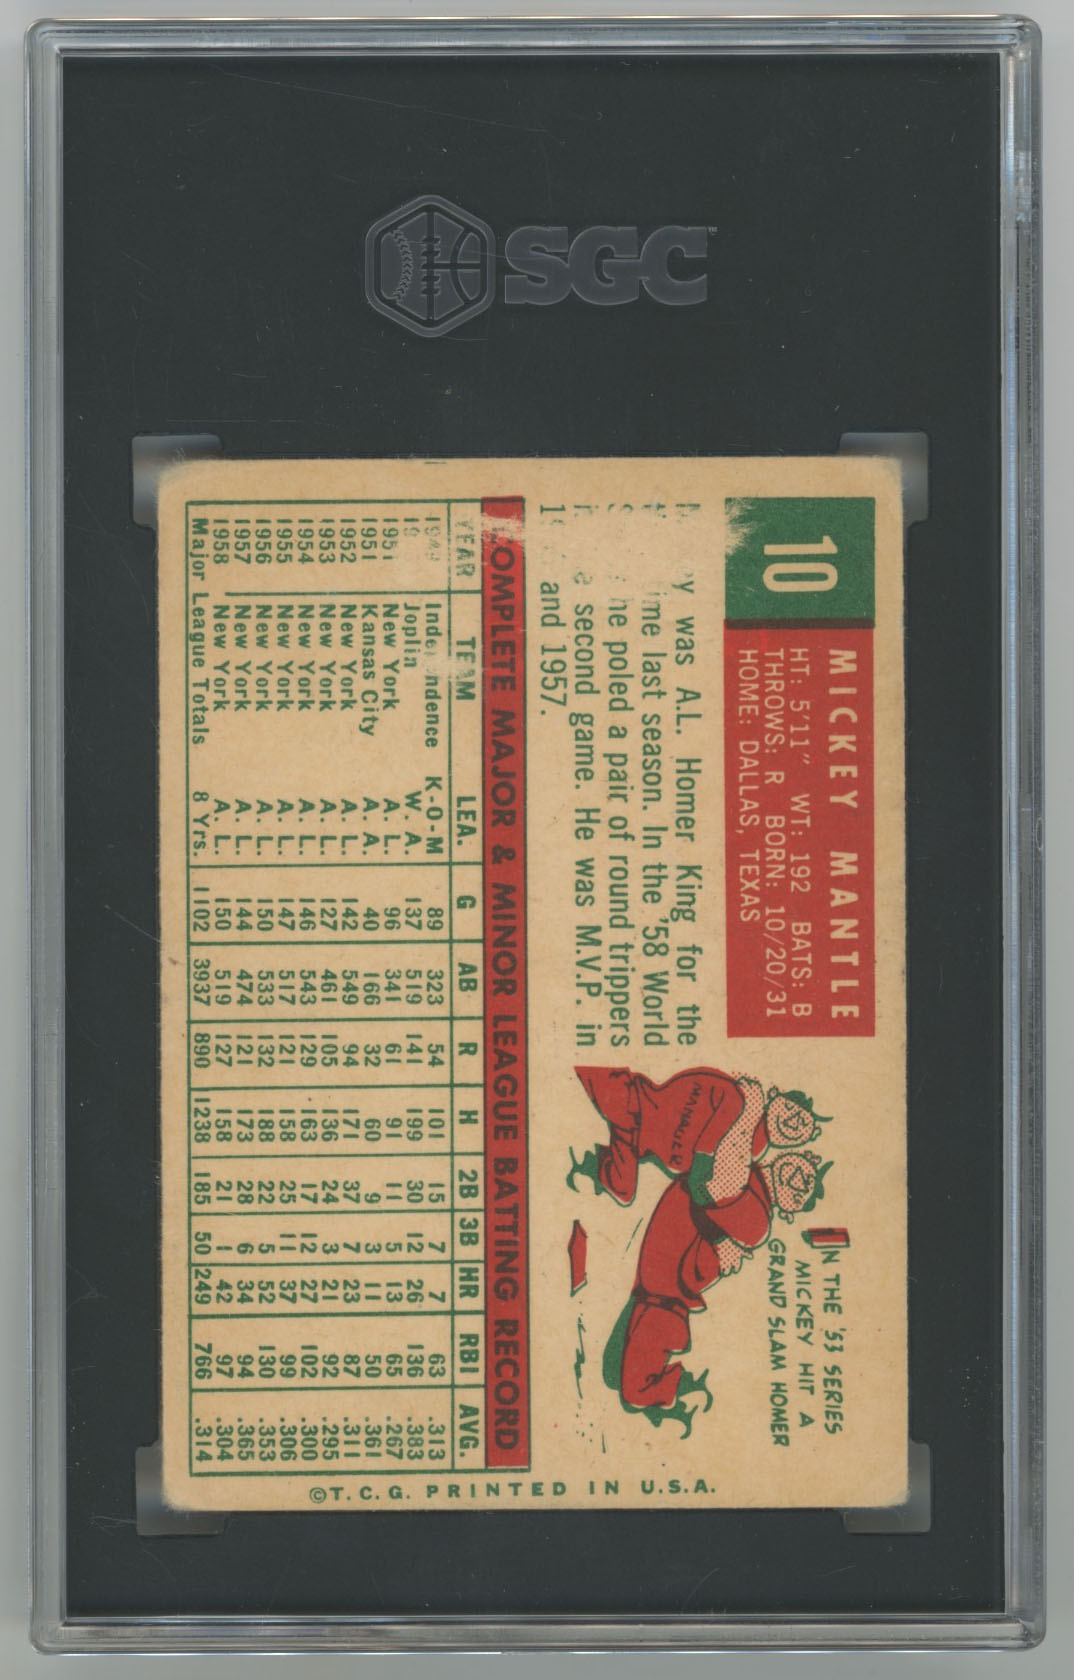 SGC
10
MICKEY MANTLE
HT: 5'11" WT: 192 BATS: B
THROWS: R BORN: 10/20/31
HOME: DALLAS, TEXAS
IN THE '53 SERIES
MICKEY HIT A
GRAND SLAM HOMER
MANAGER
was A.L. Homer King for the
last season. In the '58 World
he poled a pair of round trippers
second game. He was M.V.P. in
and 1957.
COMPLETE MAJOR & MINOR LEAGUE BATTING RECORD
YEAR TEAM LEA. G AB R H 2B 3B HR RBI AVG.
1949 Independence K-O-M 89 323 54 101 15 7 7 63 .313
Joplin W. A. 137 519 141 199 30 12 26 136 .383
1951 New York A. L. 96 341 61 91 11 5 13 65 .267
1951 Kansas City A. A. 40 166 32 60 9 3 11 50 .361
1952 New York A. L. 142 549 94 171 37 7 23 87 .311
1953 New York A. L. 127 461 105 136 24 3 21 92 .295
1954 New York A. L. 146 543 129 163 17 12 27 102 .300
1955 New York A. L. 147 517 121 158 25 11 37 99 .306
1956 New York A. L. 150 533 132 188 22 5 52 130 .353
1957 New York A. L. 144 474 121 173 28 6 34 94 .365
1958 New York A. L. 150 519 127 158 21 1 42 97 .304
Major League Totals 8 Yrs. 1102 3937 890 1238 185 50 249 766 .314
©T. C. G. PRINTED IN U.S.A.